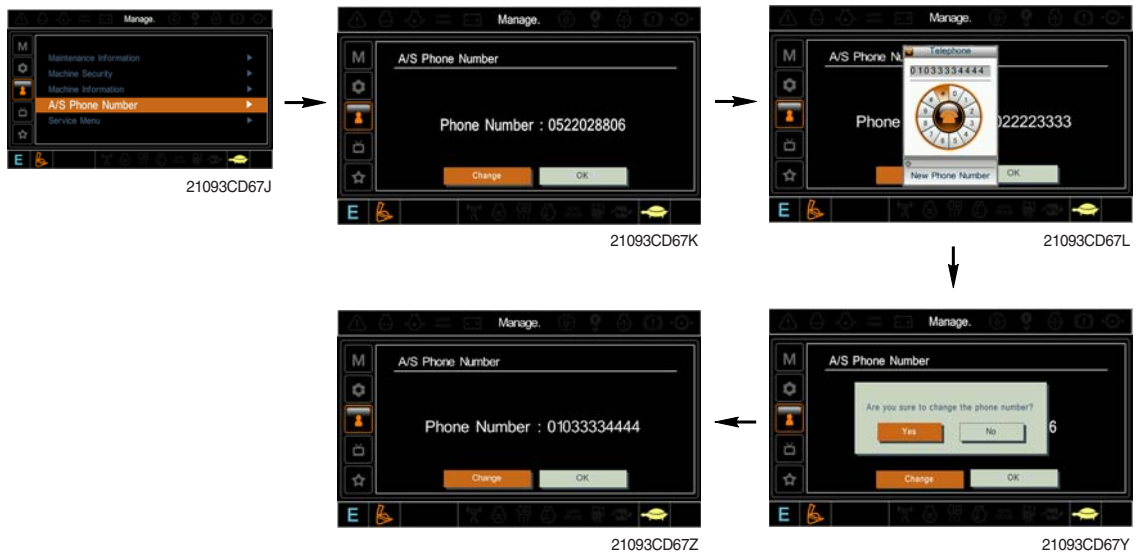 Manage.
M
Maintenance Information
Machine Security
Machine Information
A/S Phone Number
Service Menu
E
21093CD67J
Manage.
M
A/S Phone Number
Phone Number : 0522028806
Change OK
E
21093CD67K
Manage.
M
A/S Phone Nu
Telephone
01033334444
Phone 022223333
New Phone Number
OK
E
21093CD67L
Manage.
M
A/S Phone Number
Are you sure to change the phone number?
Yes No
6
Change OK
E
21093CD67Y
Manage.
M
A/S Phone Number
Phone Number : 01033334444
Change OK
E
21093CD67Z